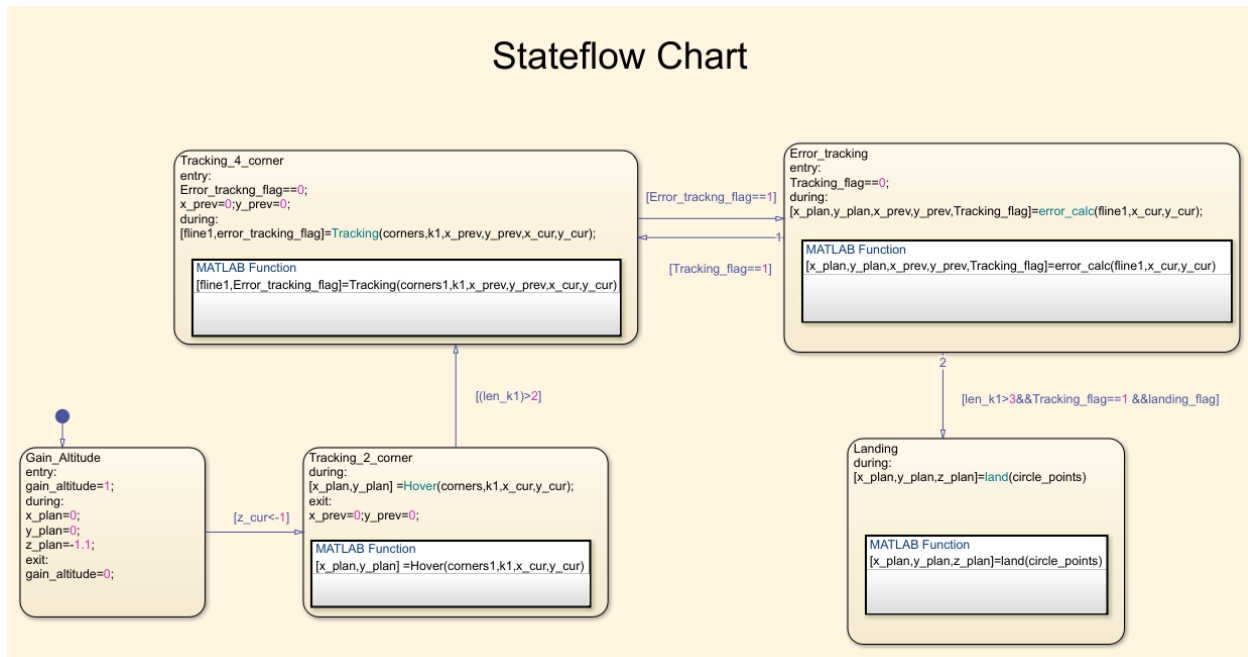 Stateflow Chart
Tracking_4_corner
entry:
Error_trackng_flag==0;
x_prev=0;y_prev=0;
during:
[fline1,error_tracking_flag]=Tracking(corners,k1,x_prev,y_prev,x_cur,y_cur);
MATLAB Function
[fline1,Error_tracking_flag]=Tracking(corners1,k1,x_prev,y_prev,x_cur,y_cur)
[Error_trackng_flag==1]
1
[Tracking_flag==1]
Error_tracking
entry:
Tracking_flag==0;
during:
[x_plan,y_plan,x_prev,y_prev,Tracking_flag]=error_calc(fline1,x_cur,y_cur);
MATLAB Function
[x_plan,y_plan,x_prev,y_prev,Tracking_flag]=error_calc(fline1,x_cur,y_cur)
[(len_k1)>2]
2
[len_k1>3&&Tracking_flag==1 &&landing_flag]
Gain_Altitude
entry:
gain_altitude=1;
during:
x_plan=0;
y_plan=0;
z_plan=-1.1;
exit:
gain_altitude=0;
[z_cur<-1]
Tracking_2_corner
during:
[x_plan,y_plan] =Hover(corners,k1,x_cur,y_cur);
exit:
x_prev=0;y_prev=0;
MATLAB Function
[x_plan,y_plan] =Hover(corners1,k1,x_cur,y_cur)
Landing
during:
[x_plan,y_plan,z_plan]=land(circle_points)
MATLAB Function
[x_plan,y_plan,z_plan]=land(circle_points)